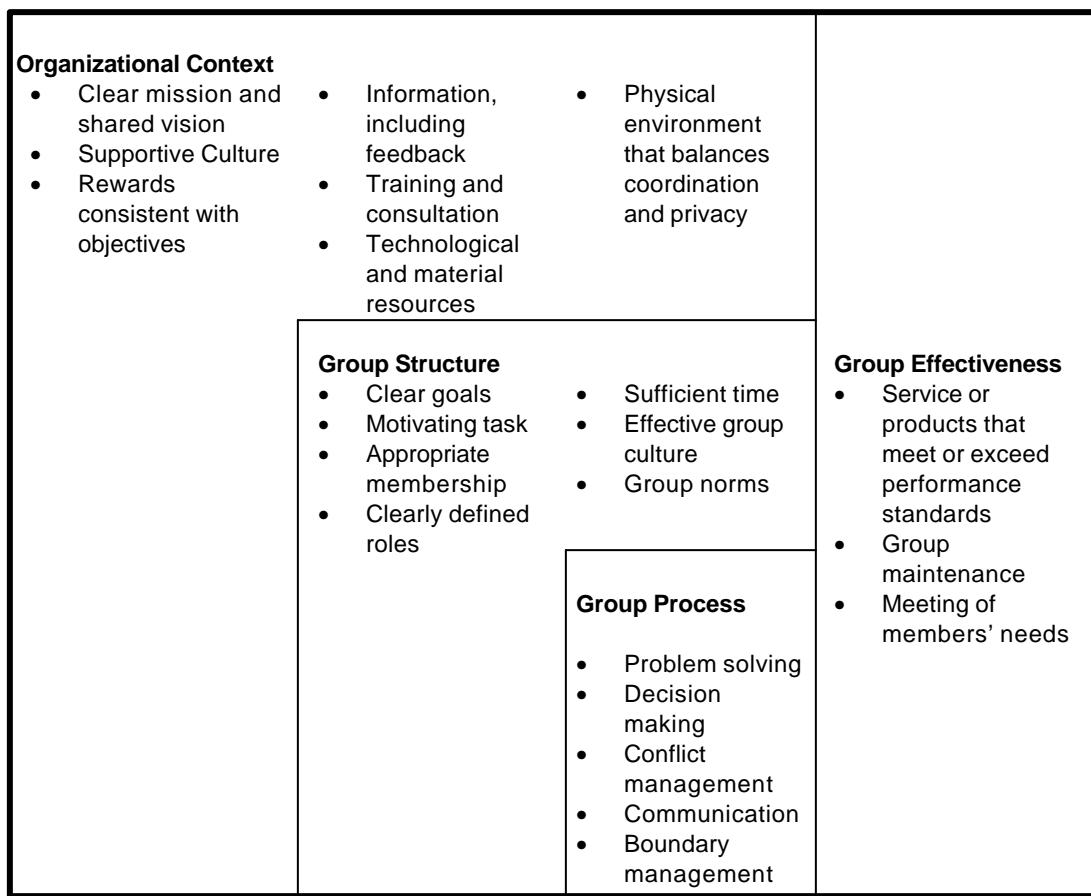 Organizational Context
• Clear mission and
shared vision
• Supportive Culture
• Rewards
consistent with
objectives
• Information,
including
feedback
• Training and
consultation
• Technological
and material
resources
• Physical
environment
that balances
coordination
and privacy
Group Structure
• Clear goals
• Motivating task
• Appropriate
membership
• Clearly defined
roles
• Sufficient time
• Effective group
culture
• Group norms
Group Process
• Problem solving
• Decision
making
• Conflict
management
• Communication
• Boundary
management
Group Effectiveness
• Service or
products that
meet or exceed
performance
standards
• Group
maintenance
• Meeting of
members’ needs